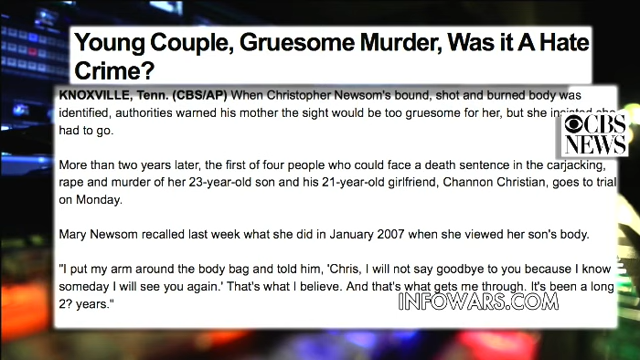 Young Couple, Gruesome Murder, Was it A Hate
Crime?
KNOXVILLE, Tenn. (CBS/AP) When Christopher Newsom's bound, shot and burned body was
identified, authorities warned his mother the sight would be too gruesome for her, but she insisted she
had to go.
CBS
NEWS
More than two years later, the first of four people who could face a death sentence in the carjacking,
rape and murder of her 23-year-old son and his 21-year-old girlfriend, Channon Christian, goes to trial
on Monday.
Mary Newsom recalled last week what she did in January 2007 when she viewed her son's body.
"I put my arm around the body bag and told him, 'Chris, I will not say goodbye to you because I know
someday I will see you again.' That's what I believe. And that's what gets me through. It's been a long
2? years."
INFOWARS.COM